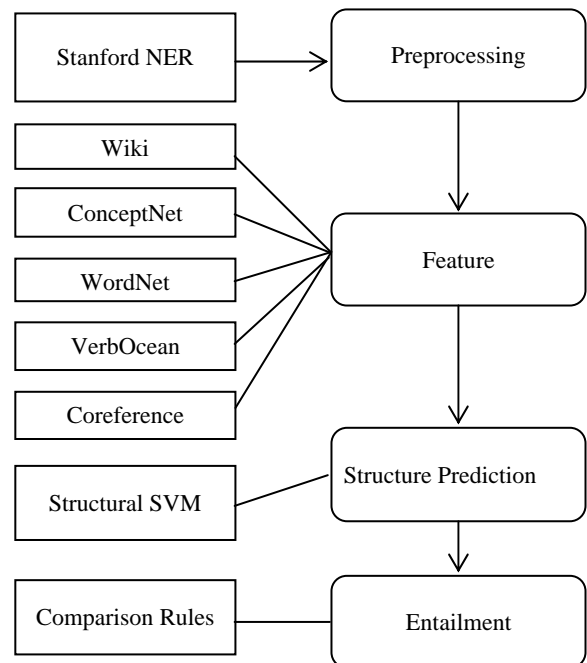 Stanford NER
Preprocessing
Wiki
ConceptNet
WordNet
VerbOcean
Coreference
Feature
Structural SVM
Structure Prediction
Comparison Rules
Entailment